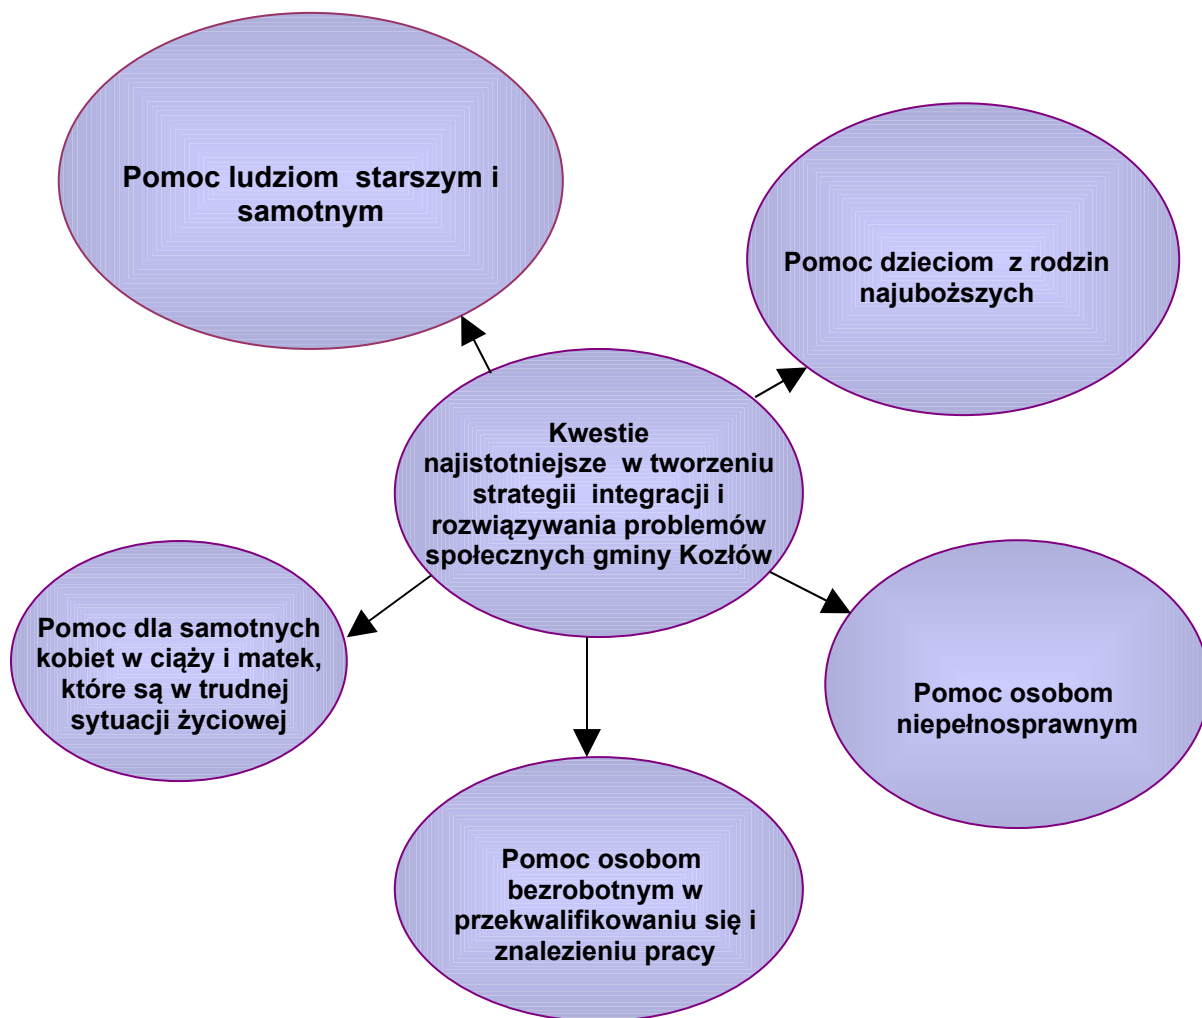 Pomoc ludziom starszym i
samotnym
Pomoc dzieciom z rodzin
najuboższych
Kwestie
najistotniejsze w tworzeniu
strategii integracji i
rozwiązywania problemów
społecznych gminy Kozłów
Pomoc dla samotnych
kobiet w ciąży i matek,
które są w trudnej
sytuacji życiowej
Pomoc osobom
niepełnosprawnym
Pomoc osobom
bezrobotnym w
przekwalifikowaniu się i
znalezieniu pracy